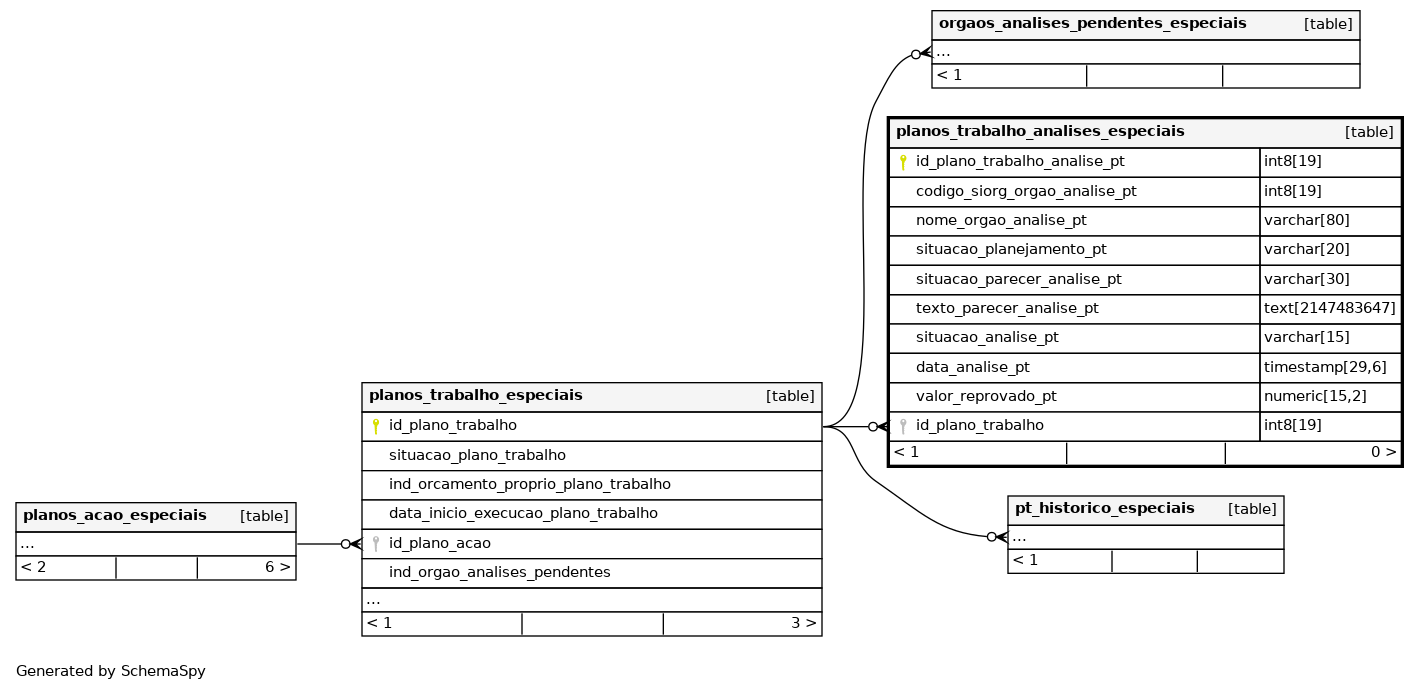 orgaos_analises_pendentes_especiais [table]
...
< 1
planos_trabalho_analises_especiais [table]
id_plano_trabalho_analise_pt int8[19]
codigo_siorg_orgao_analise_pt int8[19]
nome_orgao_analise_pt varchar[80]
situacao_planejamento_pt varchar[20]
situacao_parecer_analise_pt varchar[30]
texto_parecer_analise_pt text[2147483647]
situacao_analise_pt varchar[15]
data_analise_pt timestamp[29,6]
valor_reprovado_pt numeric[15,2]
id_plano_trabalho int8[19]
< 1 0 >
planos_trabalho_especiais [table]
id_plano_trabalho
situacao_plano_trabalho
ind_orcamento_proprio_plano_trabalho
data_inicio_execucao_plano_trabalho
id_plano_acao
ind_orgao_analises_pendentes
...
< 1 3 >
planos_acao_especiais [table]
...
< 2 6 >
pt_historico_especiais [table]
...
< 1
Generated by SchemaSpy